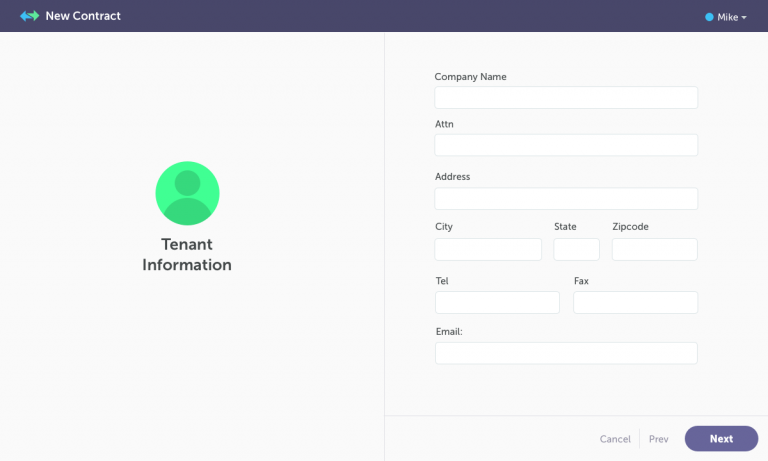 New Contract
Mike
Tenant
Information
Company Name
Attn
Address
City State Zipcode
Tel Fax
Email:
Cancel Prev Next